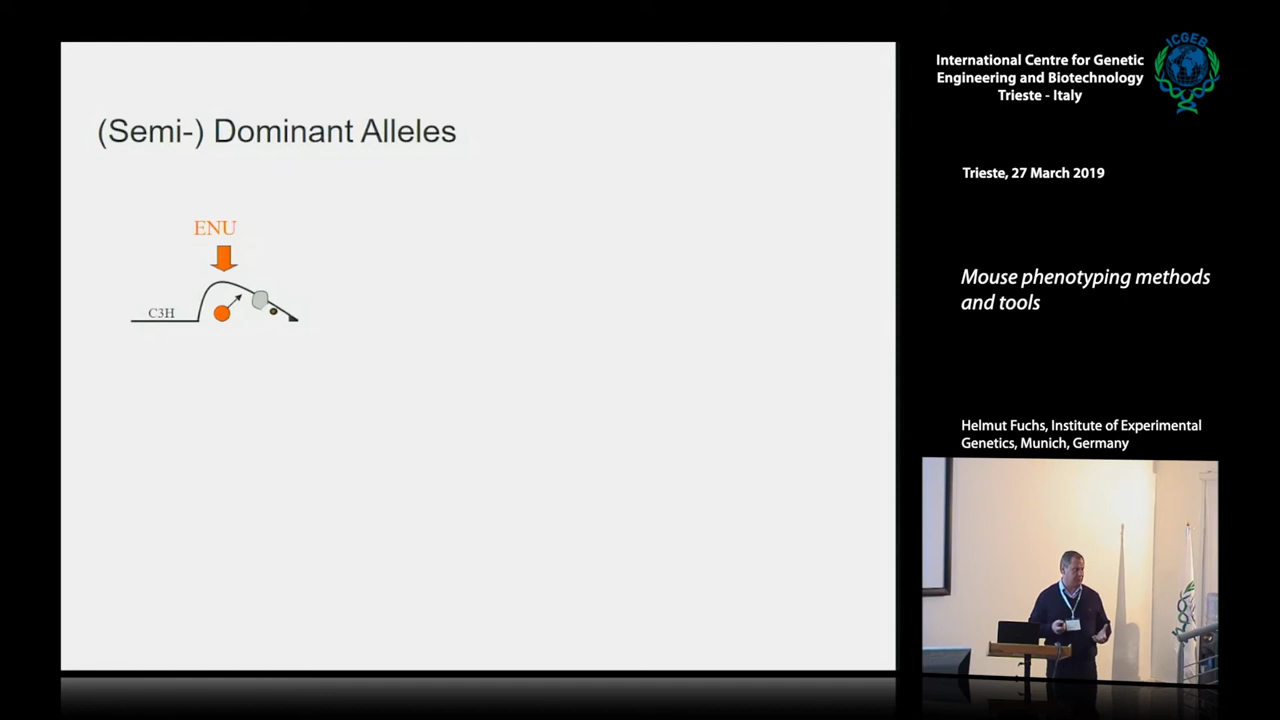 (Semi-) Dominant Alleles
ENU
C3H
International Centre for Genetic
Engineering and Biotechnology
Trieste - Italy
ICGEB
Trieste, 27 March 2019
Mouse phenotyping methods
and tools
Helmut Fuchs, Institute of Experimental
Genetics, Munich, Germany